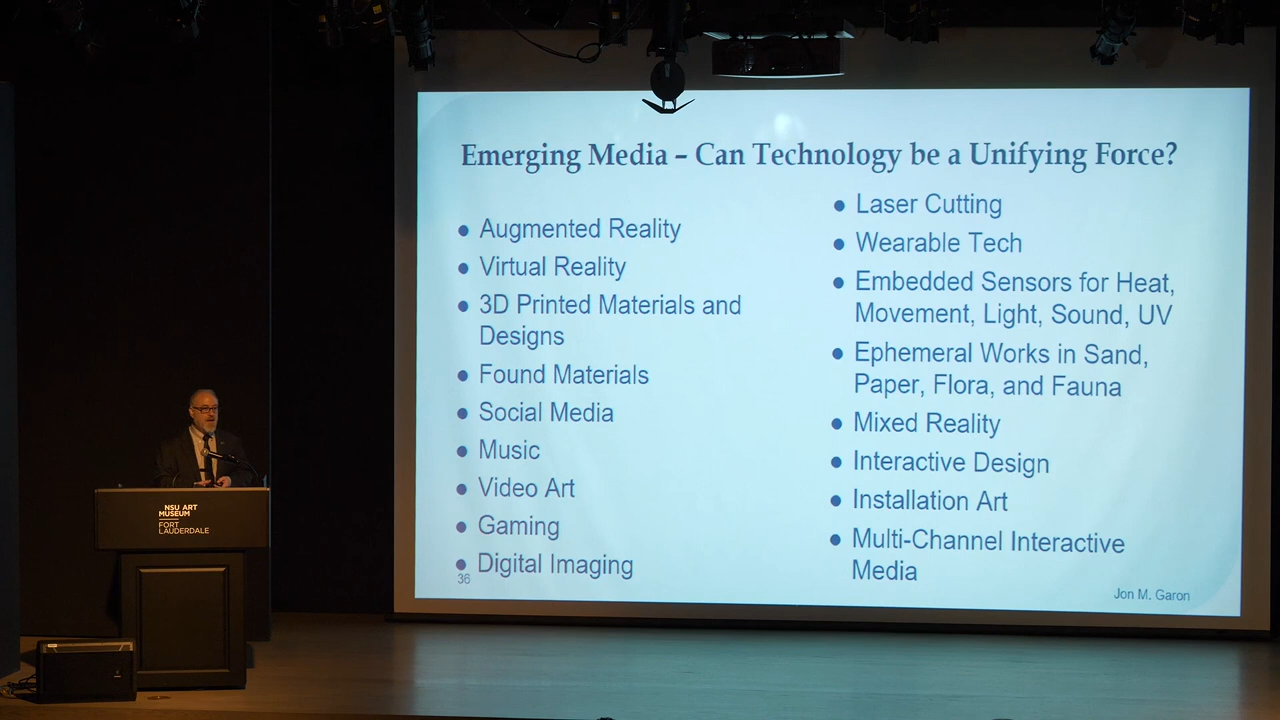 Emerging Media – Can Technology be a Unifying Force?
● Augmented Reality
● Virtual Reality
● 3D Printed Materials and
Designs
● Found Materials
● Social Media
● Music
● Video Art
● Gaming
● Digital Imaging
36
● Laser Cutting
● Wearable Tech
● Embedded Sensors for Heat,
Movement, Light, Sound, UV
● Ephemeral Works in Sand,
Paper, Flora, and Fauna
● Mixed Reality
● Interactive Design
● Installation Art
● Multi-Channel Interactive
Media
Jon M. Garon
NSU ART
MUSEUM
FORT
LAUDERDALE